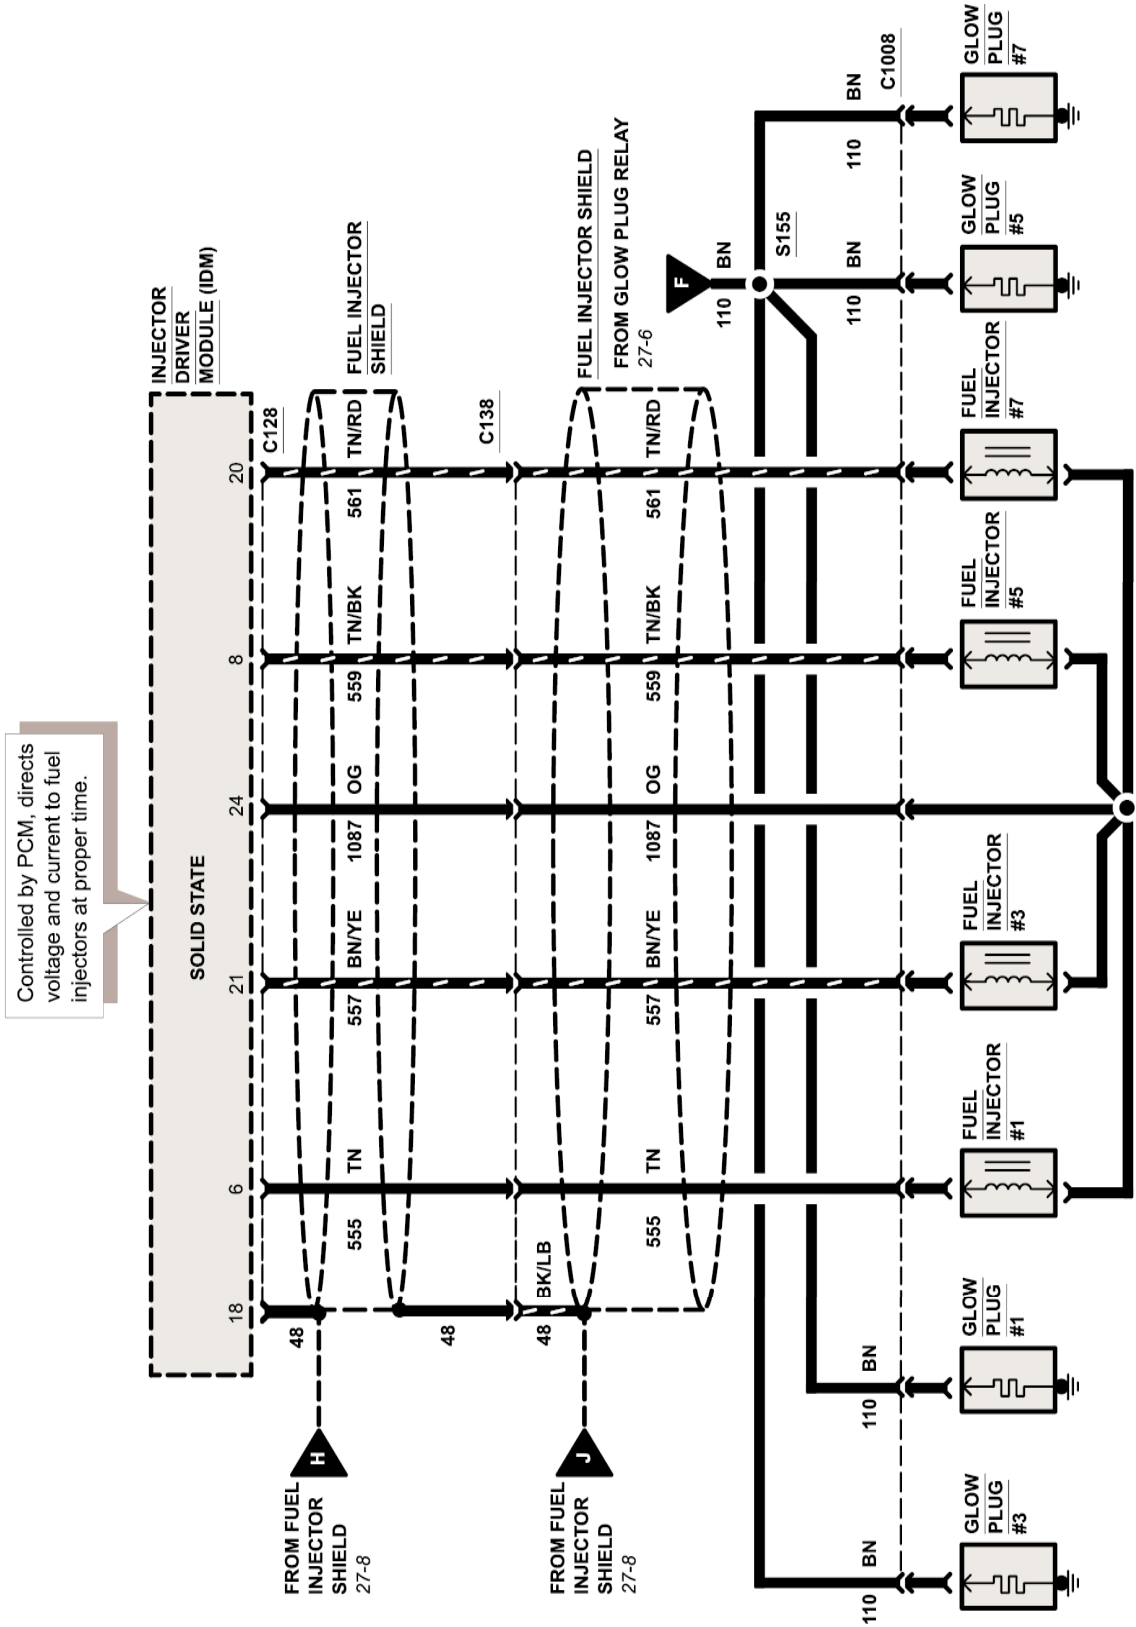 Controlled by PCM, directs
voltage and current to fuel
injectors at proper time.
INJECTOR
DRIVER
MODULE (IDM)
SOLID STATE
18
6
21
24
8
20
C128
48
FUEL INJECTOR
SHIELD
555
TN
557
BN/YE
1087
OG
559
TN/BK
561
TN/RD
FROM FUEL
INJECTOR
SHIELD
27-8
H
48
C138
48
BK/LB
FROM FUEL
INJECTOR
SHIELD
27-8
J
FUEL INJECTOR SHIELD
FROM GLOW PLUG RELAY
27-6
555
TN
557
BN/YE
1087
OG
559
TN/BK
561
TN/RD
F
110
BN
S155
110
BN
110
BN
110
BN
110
BN
C1008
GLOW
PLUG
#3
GLOW
PLUG
#1
FUEL
INJECTOR
#1
FUEL
INJECTOR
#3
FUEL
INJECTOR
#5
FUEL
INJECTOR
#7
GLOW
PLUG
#5
GLOW
PLUG
#7